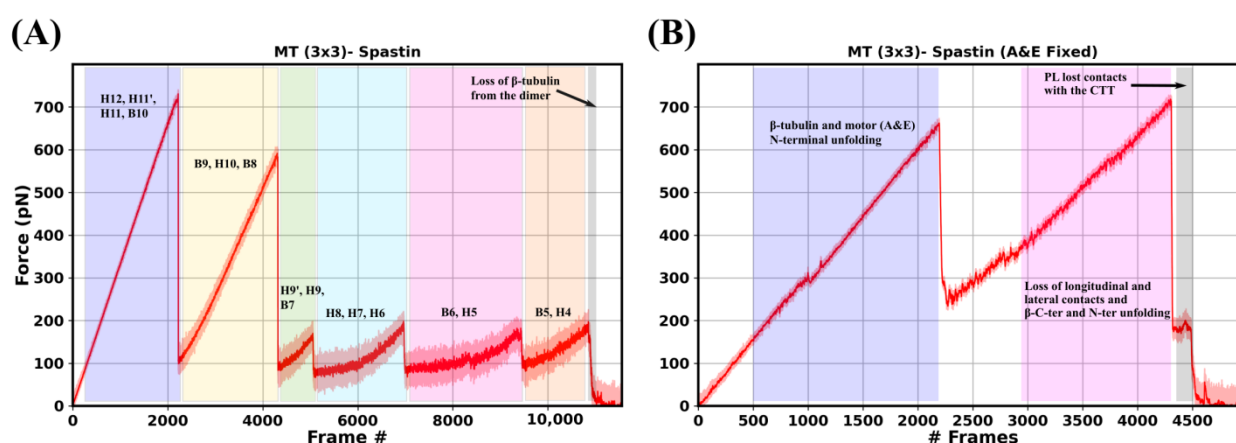 (A)
MT (3x3)- Spastin
Force (pN)
700
600
500
400
300
200
100
0
H12, H11',
H11, B10
B9, H10, B8
H9', H9,
B7
H8, H7, H6
B6, H5
B5, H4
Loss of β-tubulin
from the dimer
0
2000
4000
6000
8000
10,000
Frame #
(B)
MT (3x3)- Spastin (A&E Fixed)
700
600
500
400
300
200
100
0
β-tubulin and motor (A&E)
N-terminal unfolding
PL lost contacts
with the CTT
Loss of longitudinal and
lateral contacts and
β-C-ter and N-ter unfolding
0
500
1000
1500
2000
2500
3000
3500
4000
4500
# Frames